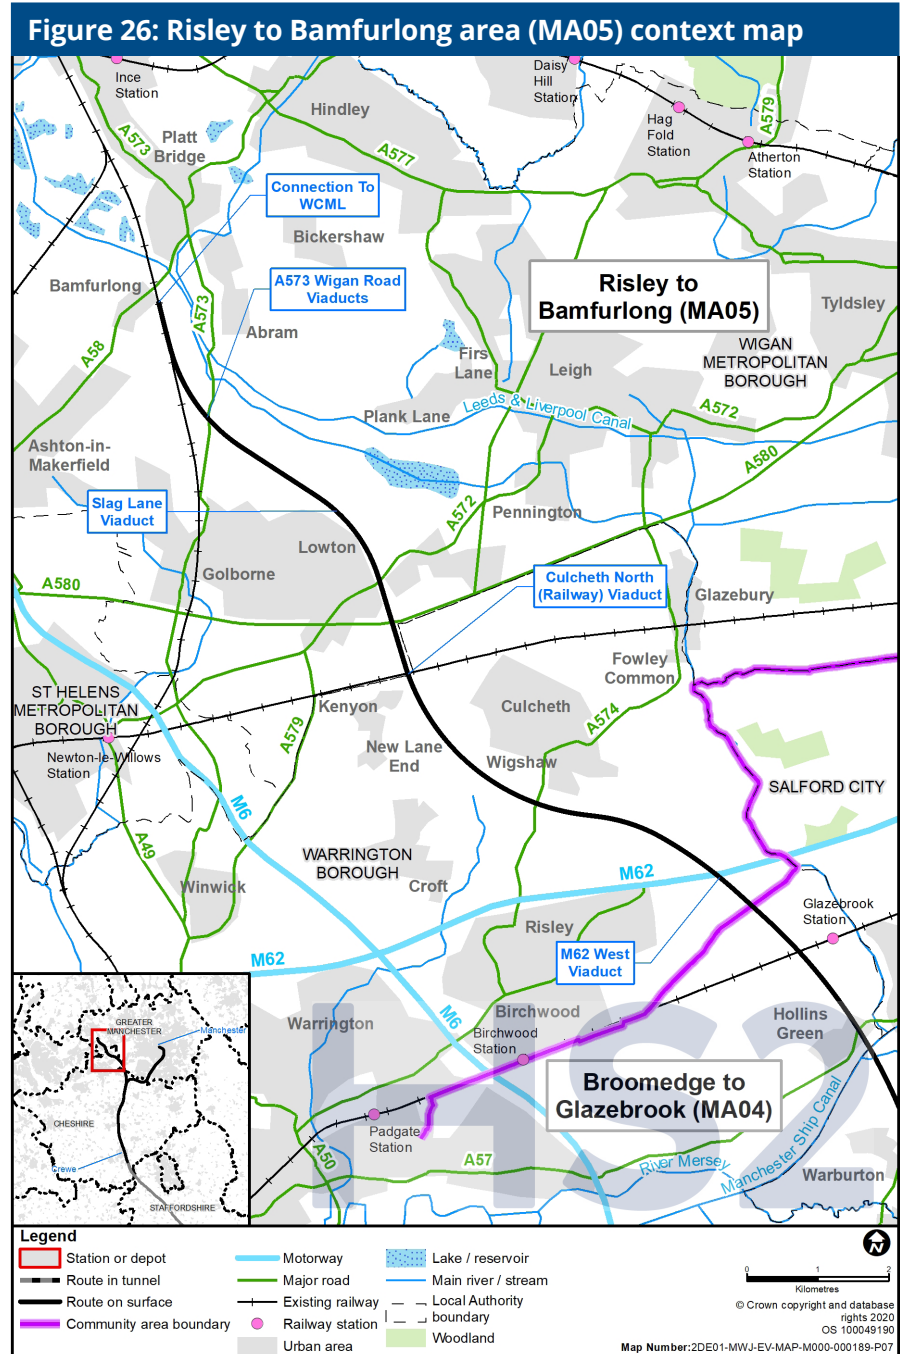 Figure 26: Risley to Bamfurlong area (MA05) context map
Ince
Station
Daisy
Hill
Station
Hindley
A579
Hag
Fold
Station
A573
Platt
Bridge
A577
Atherton
Station
Connection To
WCML
Bickershaw
Bamfurlong
A573 Wigan Road
Viaducts
Risley to
Bamfurlong (MA05)
Tyldsley
A573
Abram
A58
Firs
Lane
Leigh
WIGAN
METROPOLITAN
BOROUGH
Plank Lane
Leeds & Liverpool Canal
A572
Ashton-in-
Makerfield
A580
Slag Lane
Viaduct
A572
Pennington
Lowton
Golborne
A580
Culcheth North
(Railway) Viaduct
Glazebury
Fowley
Common
ST HELENS
METROPOLITAN
BOROUGH
Kenyon
Culcheth
A574
A579
New Lane
End
Wigshaw
Newton-le-Willows
Station
SALFORD CITY
M6
A49
WARRINGTON
BOROUGH
Croft
M62
Winwick
Glazebrook
Station
Risley
M62
M62 West
Viaduct
GREATER
MANCHESTER
Manchester
CHESHIRE
Crewe
STAFFORDSHIRE
HS2
Warrington
M6
Birchwood
Birchwood
Station
Hollins
Green
Broomedge to
Glazebrook (MA04)
Padgate
Station
A50
A57
River Mersey
Manchester Ship Canal
Warburton
Legend
Station or depot
Route in tunnel
Route on surface
Community area boundary
Motorway
Major road
Existing railway
Railway station
Urban area
Lake / reservoir
Main river / stream
Local Authority
boundary
Woodland
N
0 1 2
Kilometres
© Crown copyright and database
rights 2020
OS 100049190
Map Number:2DE01-MWJ-EV-MAP-M000-000189-P07